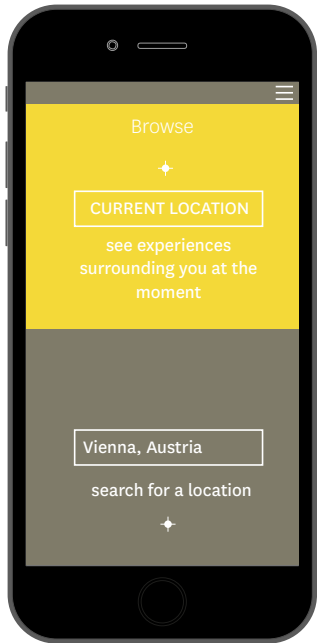 Browse
CURRENT LOCATION
see experiences
surrounding you at the
moment
Vienna, Austria
search for a location